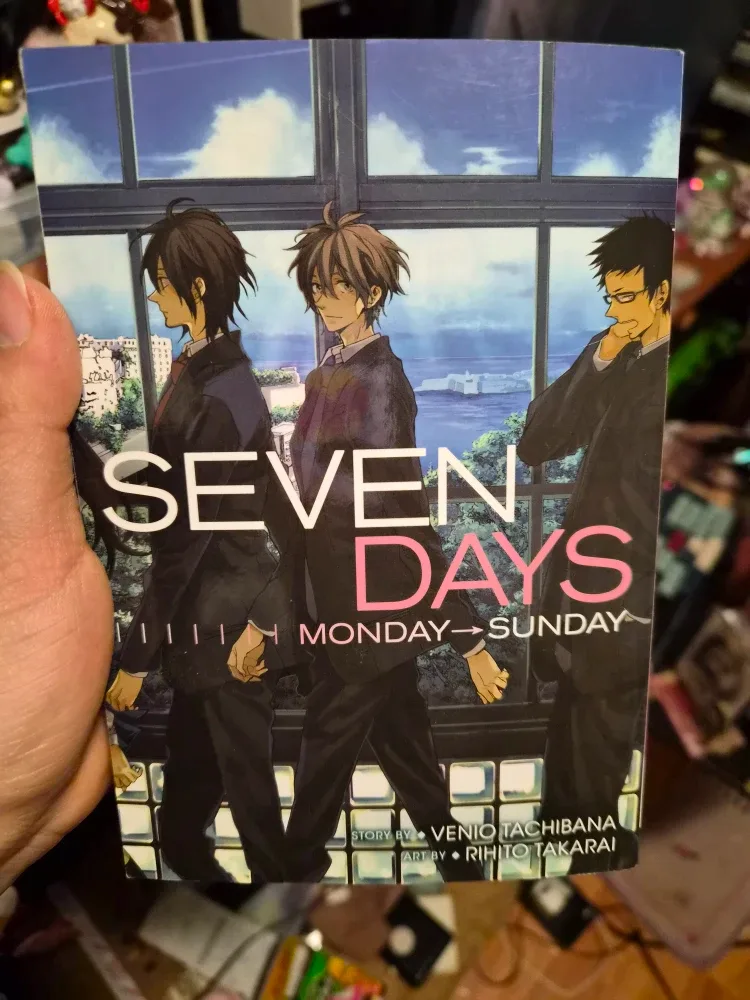 SEVEN
DAYS
MONDAY→SUNDAY
STORY BY ◆ VENIO TACHIBANA
ART BY ◆ RIHITO TAKARAI